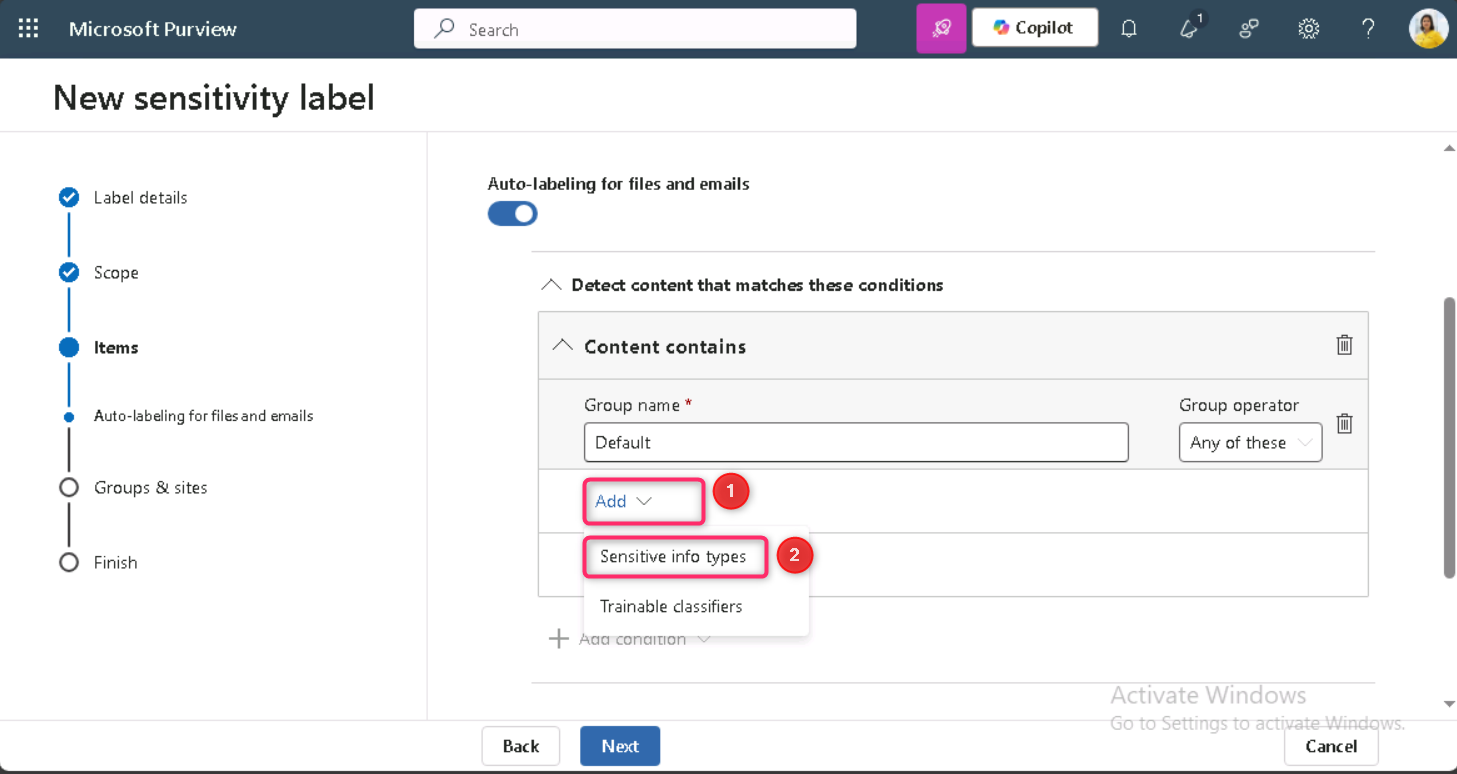 Microsoft Purview
Search
Copilot
1
New sensitivity label
Label details
Scope
Items
Auto-labeling for files and emails
Groups & sites
Finish
Auto-labeling for files and emails
Detect content that matches these conditions
Content contains
Group name *
Group operator
Default
Any of these
Add
1
Sensitive info types
2
Trainable classifiers
Add condition
Activate Windows
Go to Settings to activate Windows.
Back
Next
Cancel